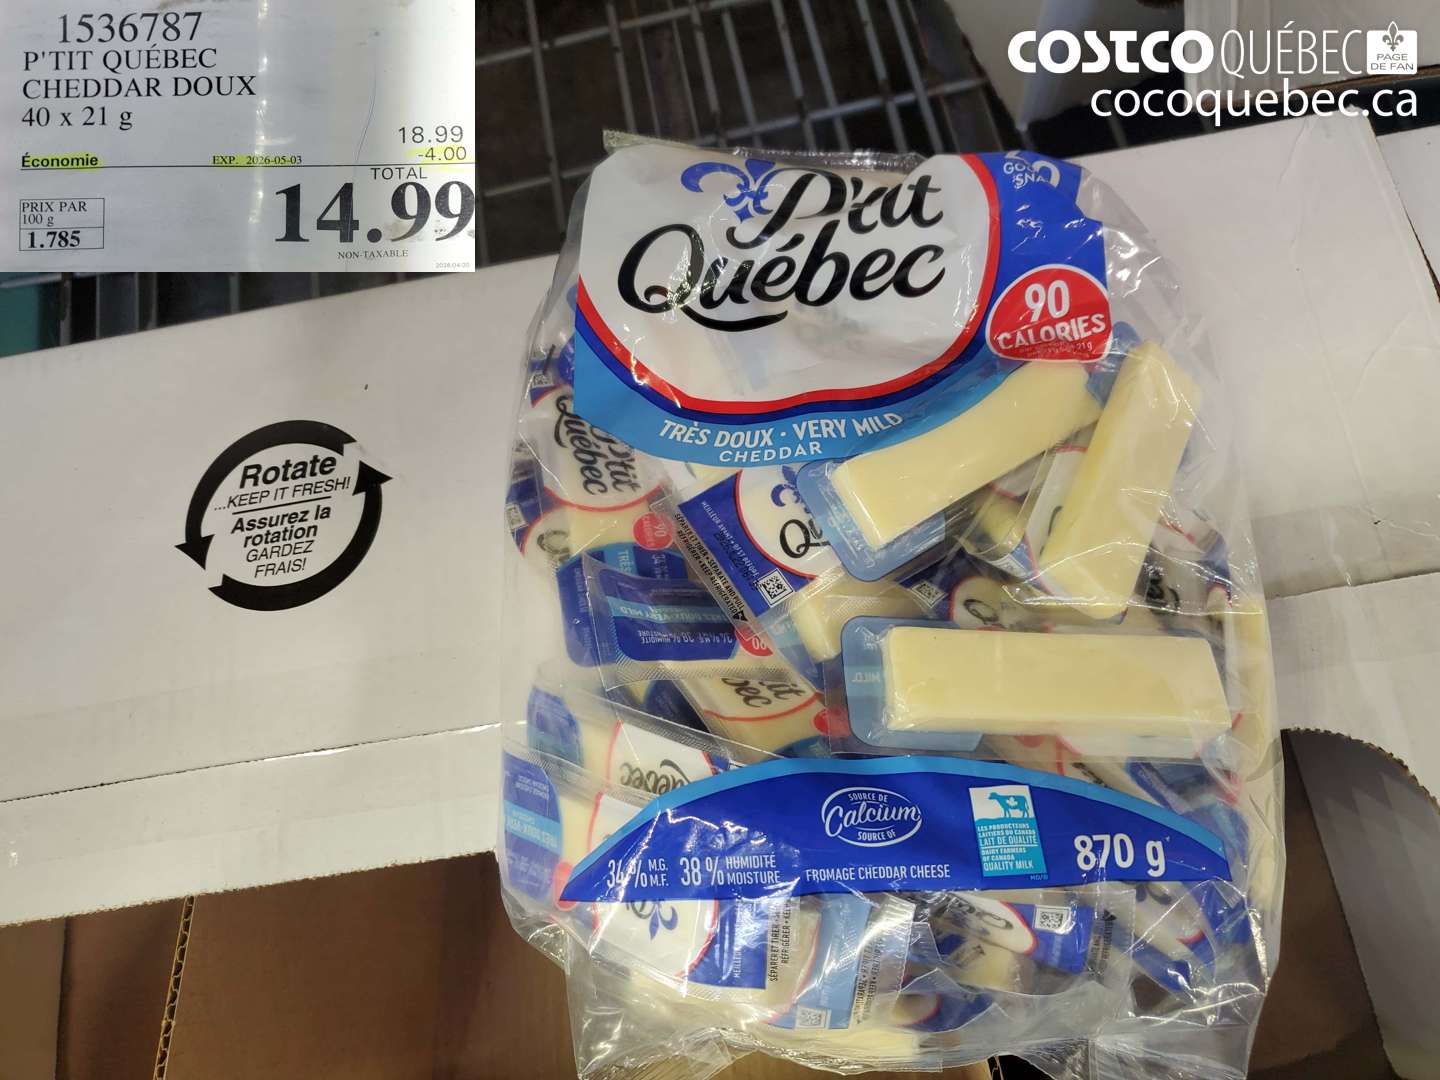 1536787
P'TIT QUÉBEC
CHEDDAR DOUX
40 x 21 g
18.99
Économie
EXP. 2026-05-03
-4.00
TOTAL
14.99
PRIX PAR
100 g
1.785
NON-TAXABLE
2026/04/20
COSTCO QUÉBEC
PAGE
DE FAN
cocoquebec.ca
Rotate
...KEEP IT FRESH!
Assurez la
rotation
GARDEZ
FRAIS!
P'tit
Québec
90
CALORIES
TRÈS DOUX · VERY MILD
CHEDDAR
SOURCE DE
Calcium
SOURCE OF
34 % M.G.
M.F.
38 % HUMIDITÉ
MOISTURE
FROMAGE CHEDDAR CHEESE
LES PRODUCTEURS
LAITIERS DU CANADA
LAIT DE QUALITÉ
DAIRY FARMERS
OF CANADA
QUALITY MILK
870 g